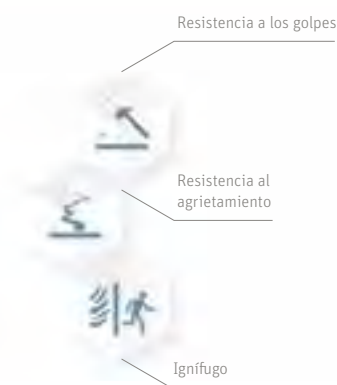 Resistencia a los golpes
Resistencia al
agrietamiento
Ignífugo